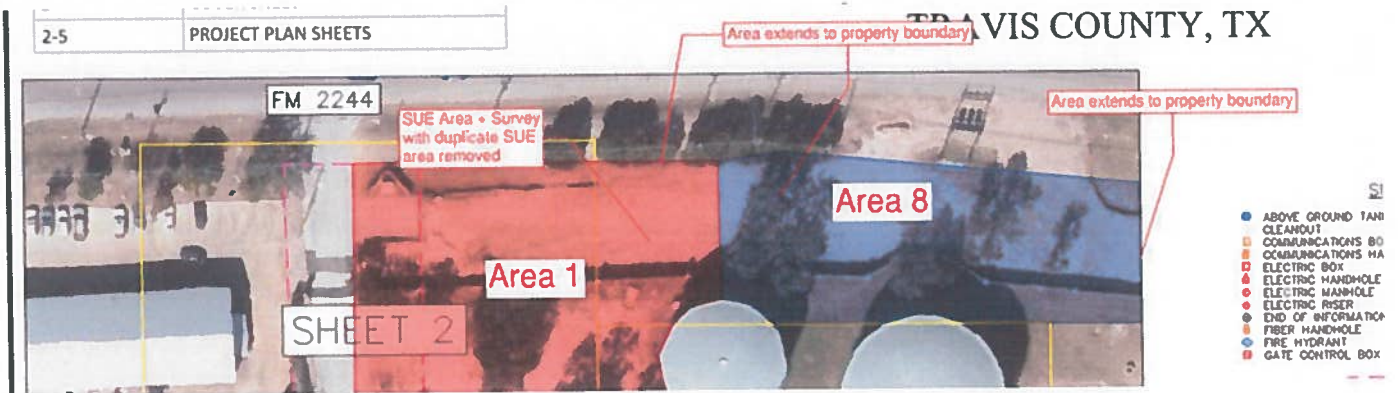 2-5 PROJECT PLAN SHEETS
TRAVIS COUNTY, TX
Area extends to property boundary
FM 2244
Area extends to property boundary
SUE Area + Survey
with duplicate SUE
area removed
Area 8
Area 1
SHEET 2
ABOVE GROUND TAN
CLEANOUT
COMMUNICATIONS BO
COMMUNICATIONS HA
ELECTRIC BOX
ELECTRIC HANDHOLE
ELECTRIC MANHOLE
ELECTRIC RISER
END OF INFORMATION
FIBER HANDHOLE
FIRE HYDRANT
GATE CONTROL BOX